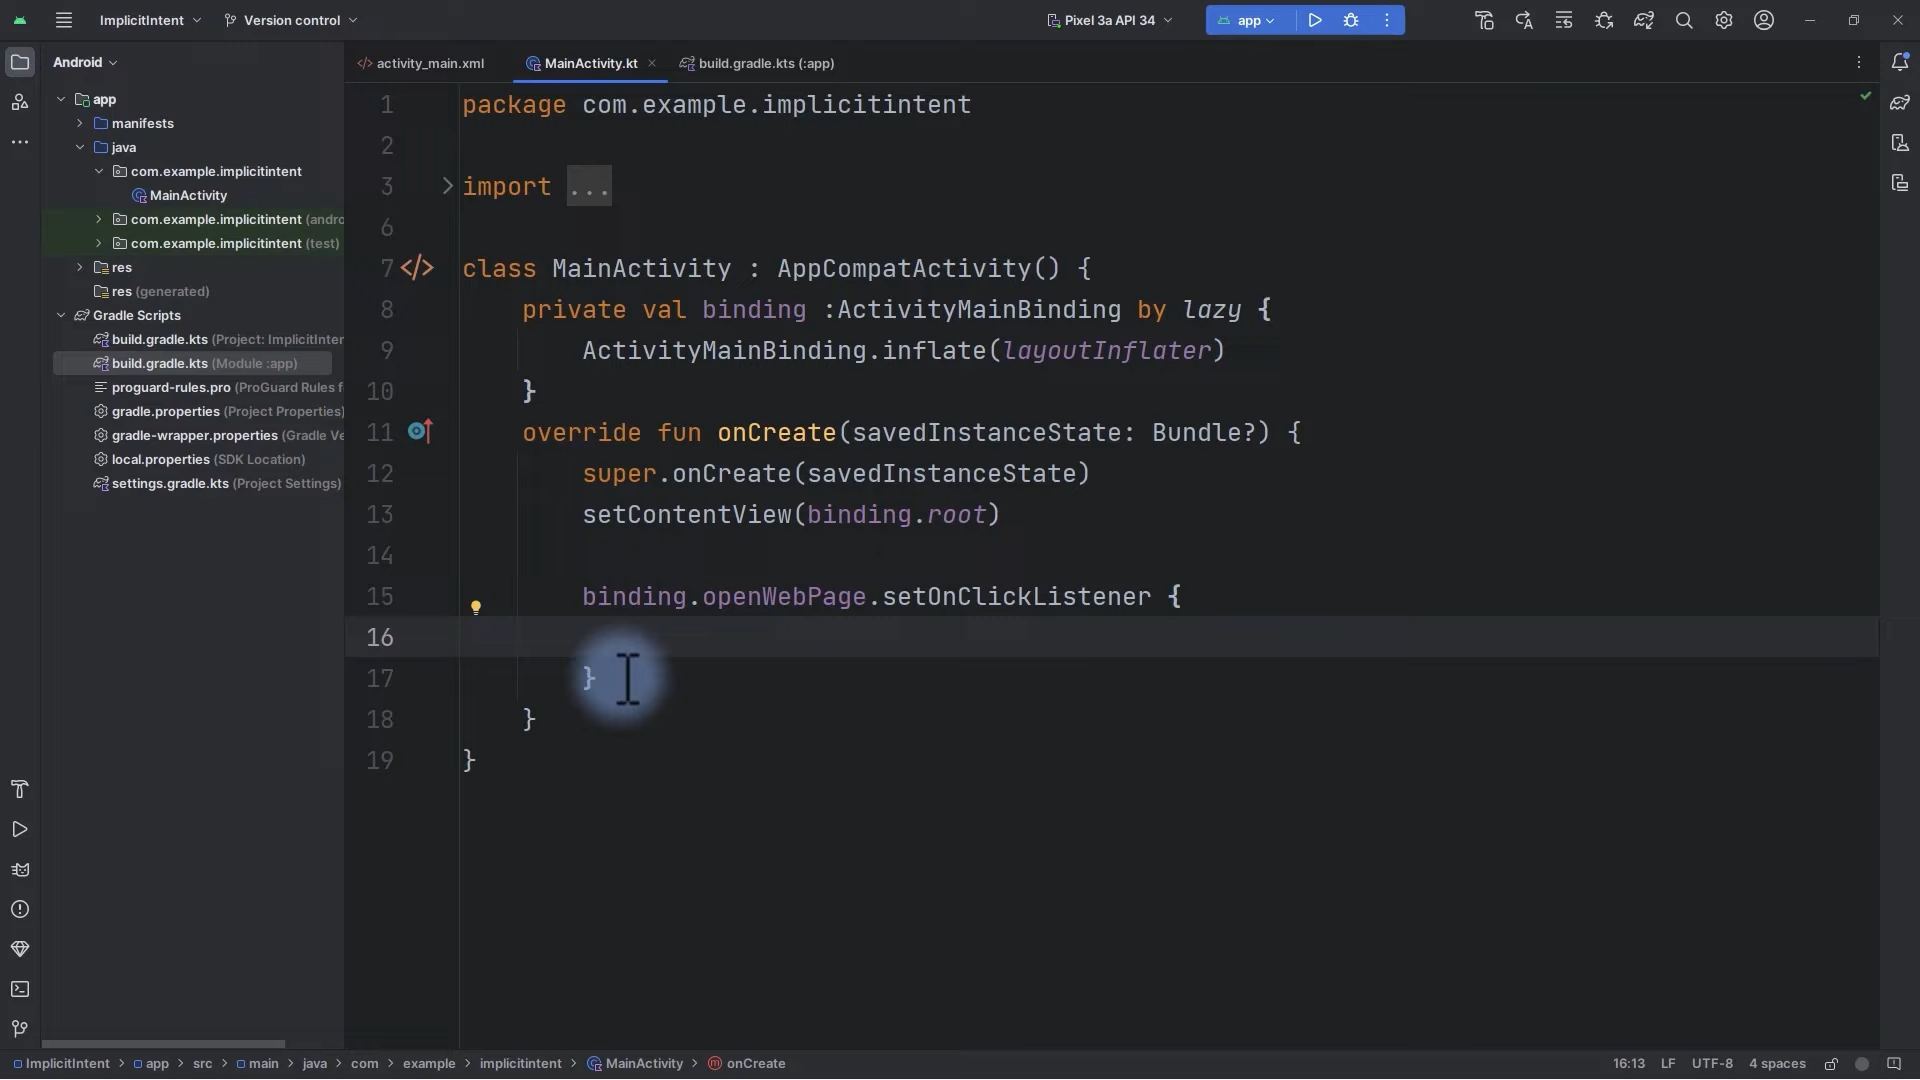 ImplicitIntent Version control Pixel 3a API 34 app
Android
app
manifests
java
com.example.implicitintent
MainActivity
com.example.implicitintent (andro
com.example.implicitintent (test)
res
res (generated)
Gradle Scripts
build.gradle.kts (Project: ImplicitInter
build.gradle.kts (Module :app)
proguard-rules.pro (ProGuard Rules f
gradle.properties (Project Properties)
gradle-wrapper.properties (Gradle Ve
local.properties (SDK Location)
settings.gradle.kts (Project Settings)
activity_main.xml MainActivity.kt build.gradle.kts (:app)
1 package com.example.implicitintent
2
3 import ...
6
7 </> class MainActivity : AppCompatActivity() {
8 private val binding :ActivityMainBinding by lazy {
9 ActivityMainBinding.inflate(layoutInflater)
10 }
11 override fun onCreate(savedInstanceState: Bundle?) {
12 super.onCreate(savedInstanceState)
13 setContentView(binding.root)
14
15 binding.openWebPage.setOnClickListener {
16
17 }
18 }
19 }
ImplicitIntent > app > src > main > java > com > example > implicitintent > MainActivity > onCreate 16:13 LF UTF-8 4 spaces